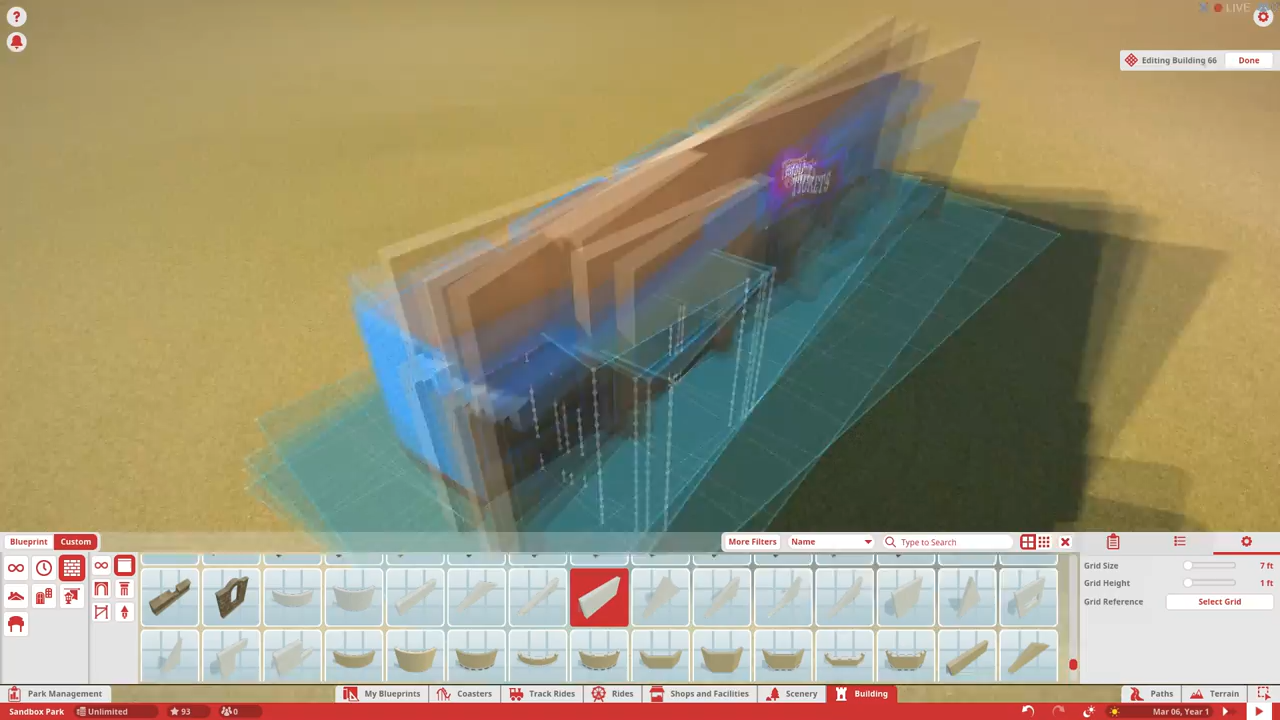 ?
LIVE
Editing Building 66
Done
TICKETS
Blueprint
Custom
More Filters
Name
Type to Search
Grid Size
7 ft
Grid Height
1 ft
Grid Reference
Select Grid
Park Management
My Blueprints
Coasters
Track Rides
Rides
Shops and Facilities
Scenery
Building
Paths
Terrain
Sandbox Park
Unlimited
93
0
Mar 06, Year 1